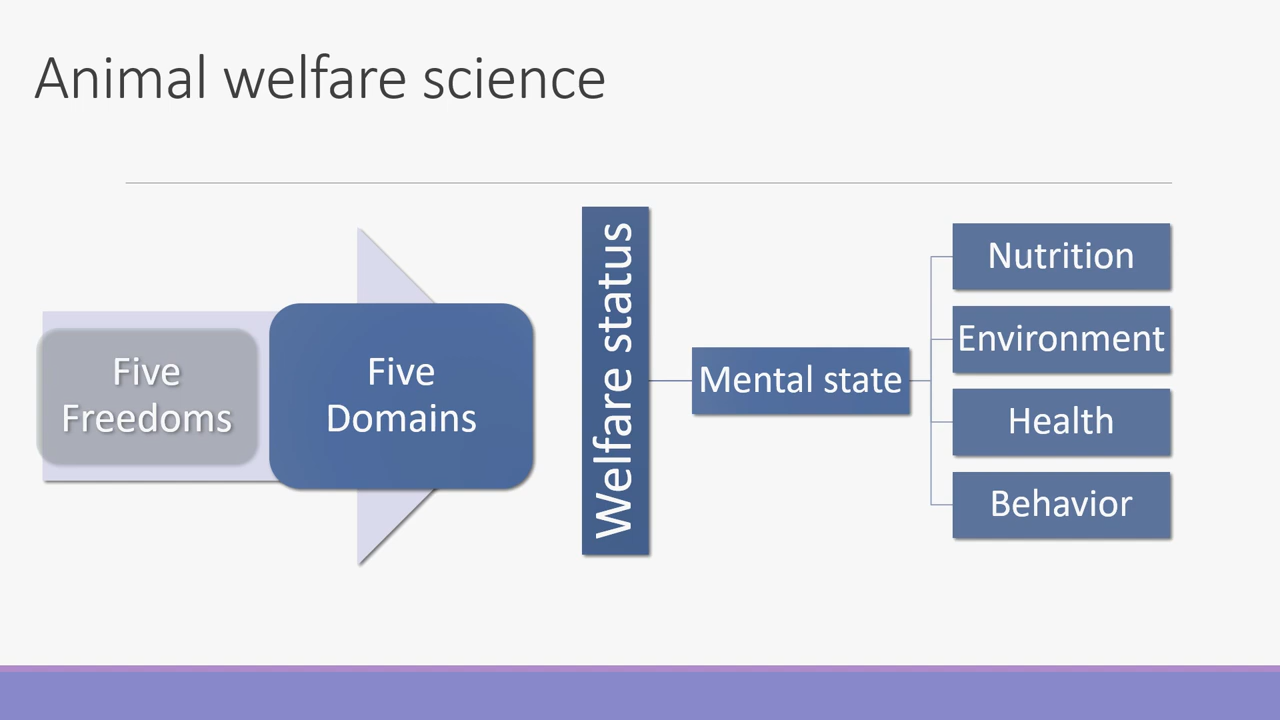 Animal welfare science
Five
Freedoms
Five
Domains
Welfare status
Mental state
Nutrition
Environment
Health
Behavior